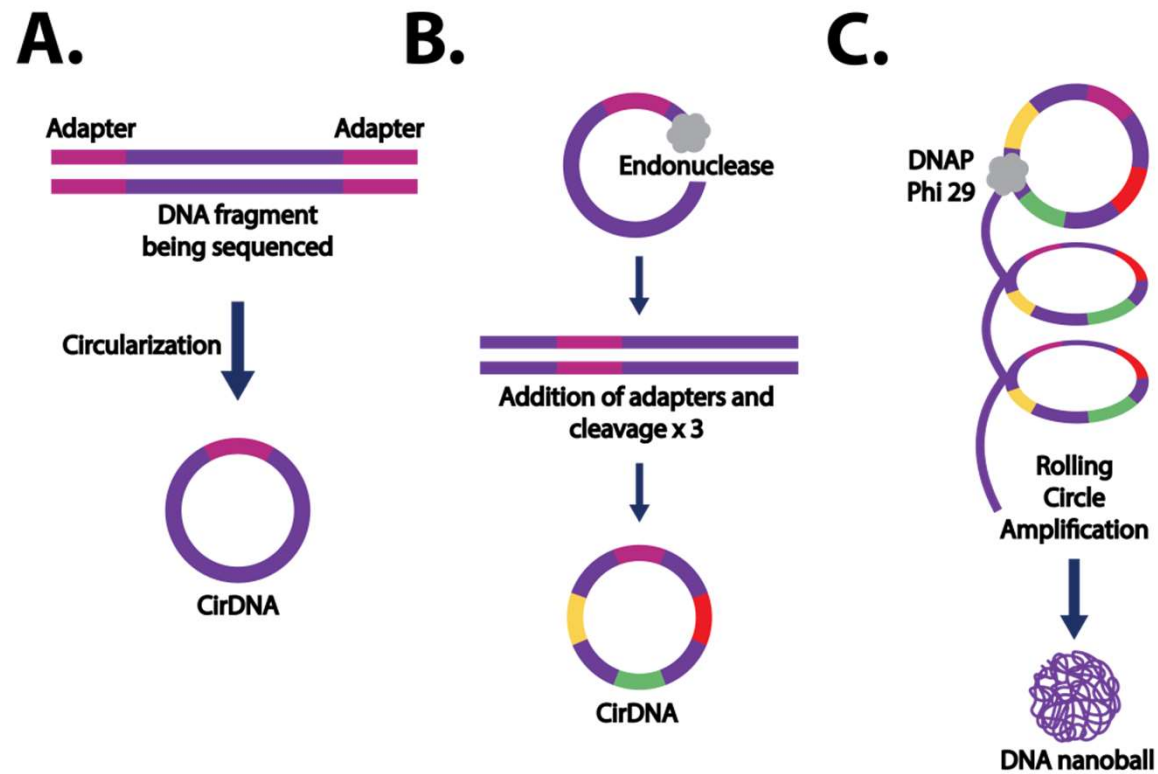 A.
Adapter
Adapter
DNA fragment
being sequenced
Circularization
CirDNA
B.
Endonuclease
Addition of adapters and
cleavage x 3
CirDNA
C.
DNAP
Phi 29
Rolling
Circle
Amplification
DNA nanoball